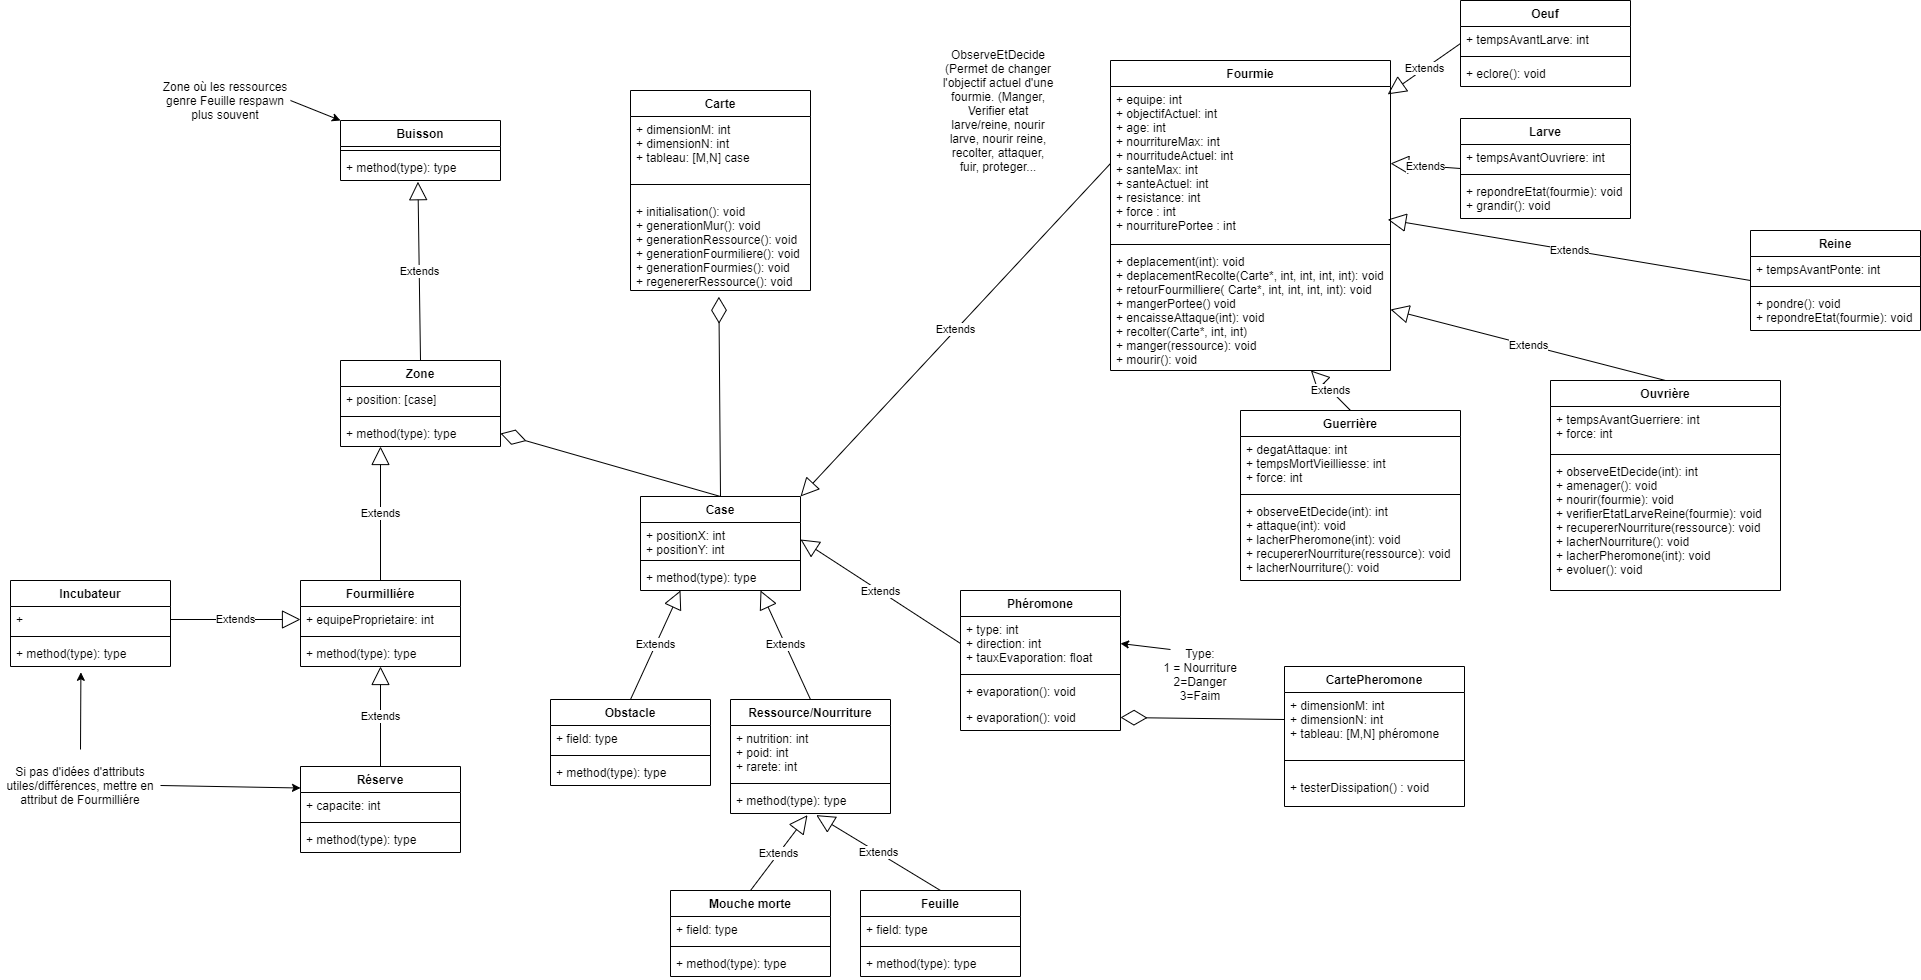 Oeuf
+ tempsAvantLarve: int
+ eclore(): void
Extends
ObserveEtDecide
(Permet de changer
l'objectif actuel d'une
fourmie. (Manger,
Verifier etat
larve/reine, nourir
larve, nourir reine,
recolter, attaquer,
fuir, proteger...
Fourmie
+ equipe: int
+ objectifActuel: int
+ age: int
+ nourritureMax: int
+ nourritudeActuel: int
+ santeMax: int
+ santeActuel: int
+ resistance: int
+ force : int
+ nourriturePortee : int
+ deplacement(int): void
+ deplacementRecolte(Carte*, int, int, int, int): void
+ retourFourmilliere( Carte*, int, int, int, int): void
+ mangerPortee() void
+ encaisseAttaque(int): void
+ recolter(Carte*, int, int)
+ manger(ressource): void
+ mourir(): void
Zone où les ressources
genre Feuille respawn
plus souvent
Buisson
+ method(type): type
Carte
+ dimensionM: int
+ dimensionN: int
+ tableau: [M,N] case
+ initialisation(): void
+ generationMur(): void
+ generationRessource(): void
+ generationFourmiliere(): void
+ generationFourmies(): void
+ regenererRessource(): void
Larve
+ tempsAvantOuvriere: int
+ repondreEtat(fourmie): void
+ grandir(): void
Extends
Reine
+ tempsAvantPonte: int
+ pondre(): void
+ repondreEtat(fourmie): void
Extends
Extends
Extends
Extends
Extends
Zone
+ position: [case]
+ method(type): type
Ouvrière
+ tempsAvantGuerriere: int
+ force: int
+ observeEtDecide(int): int
+ amenager(): void
+ nourir(fourmie): void
+ verifierEtatLarveReine(fourmie): void
+ recupererNourriture(ressource): void
+ lacherNourriture(): void
+ lacherPheromone(int): void
+ evoluer(): void
Guerrière
+ degatAttaque: int
+ tempsMortVieilliesse: int
+ force: int
+ observeEtDecide(int): int
+ attaque(int): void
+ lacherPheromone(int): void
+ recupererNourriture(ressource): void
+ lacherNourriture(): void
Case
+ positionX: int
+ positionY: int
+ method(type): type
Extends
Incubateur
+
+ method(type): type
Extends
Fourmillière
+ equipeProprietaire: int
+ method(type): type
Extends
Phéromone
+ type: int
+ direction: int
+ tauxEvaporation: float
+ evaporation(): void
+ evaporation(): void
Extends
Extends
Type:
1 = Nourriture
2=Danger
3=Faim
CartePheromone
+ dimensionM: int
+ dimensionN: int
+ tableau: [M,N] phéromone
+ testerDissipation() : void
Obstacle
+ field: type
+ method(type): type
Ressource/Nourriture
+ nutrition: int
+ poid: int
+ rarete: int
+ method(type): type
Extends
Si pas d'idées d'attributs
utiles/différences, mettre en
attribut de Fourmillière
Réserve
+ capacite: int
+ method(type): type
Extends
Extends
Mouche morte
+ field: type
+ method(type): type
Feuille
+ field: type
+ method(type): type